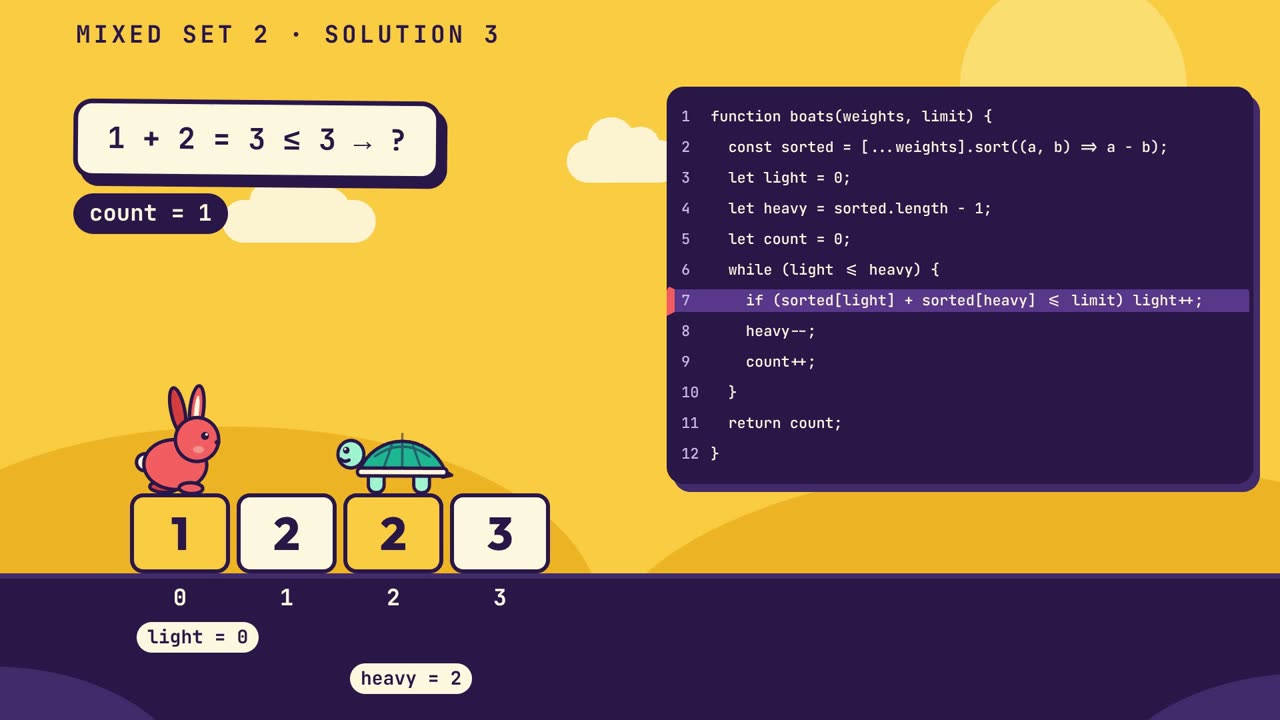 MIXED SET 2 · SOLUTION 3
1 + 2 = 3 ≤ 3 → ?
count = 1
1 function boats(weights, limit) {
2 const sorted = [...weights].sort((a, b) => a - b);
3 let light = 0;
4 let heavy = sorted.length - 1;
5 let count = 0;
6 while (light <= heavy) {
7 if (sorted[light] + sorted[heavy] <= limit) light++;
8 heavy--;
9 count++;
10 }
11 return count;
12 }
1 2 2 3
0 1 2 3
light = 0
heavy = 2